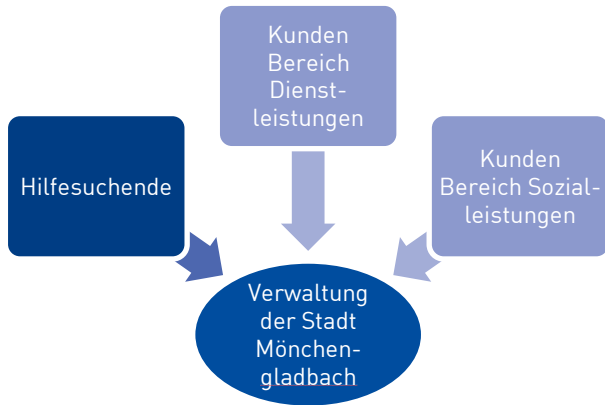 Kunden
Bereich
Dienst-
leistungen
Hilfesuchende
Kunden
Bereich Sozial-
leistungen
Verwaltung
der Stadt
Mönchen-
gladbach